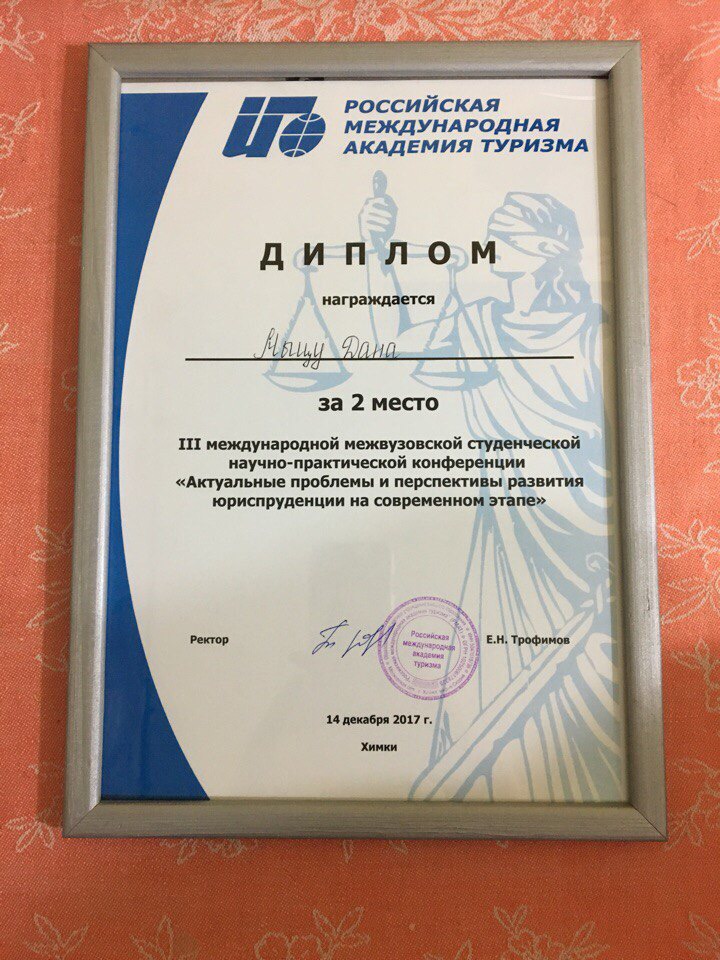 РОССИЙСКАЯ
МЕЖДУНАРОДНАЯ
АКАДЕМИЯ ТУРИЗМА
ДИПЛОМ
награждается
Мыцу Дана
за 2 место
III международной межвузовской студенческой
научно-практической конференции
«Актуальные проблемы и перспективы развития
юриспруденции на современном этапе»
Ректор
Российская
международная
академия
туризма
Е.Н. Трофимов
14 декабря 2017 г.
Химки